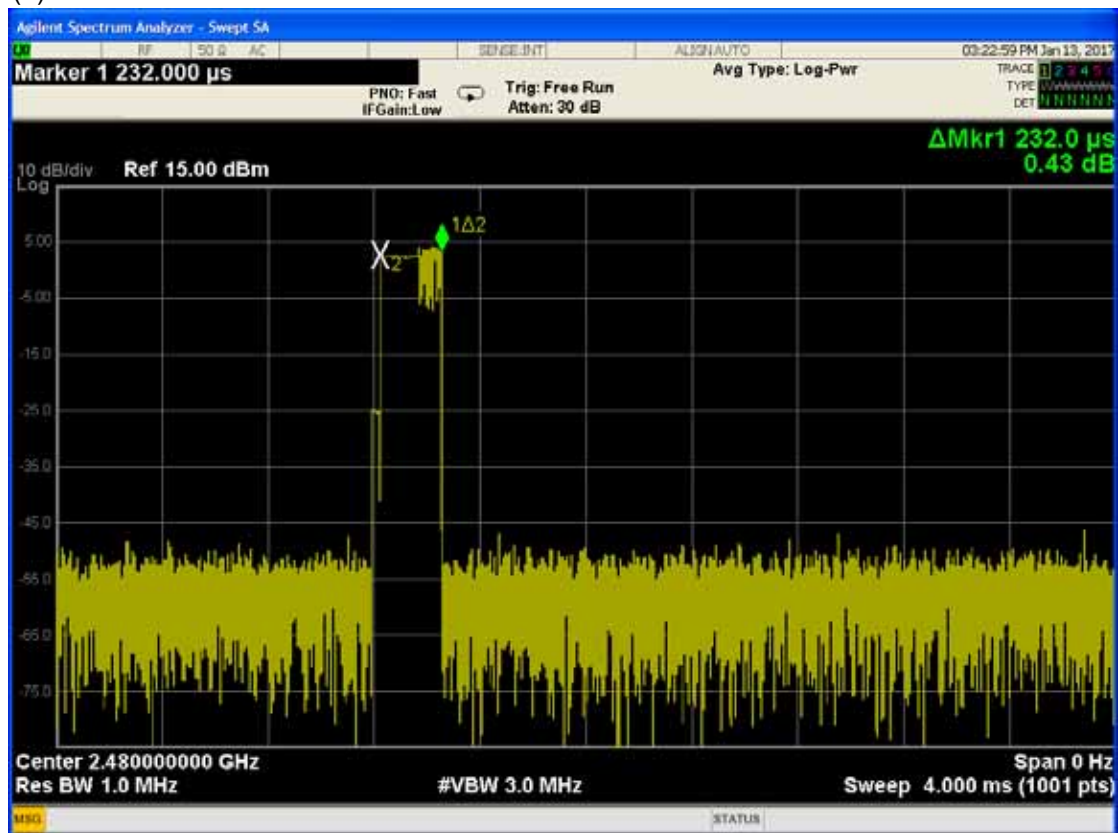 Agilent Spectrum Analyzer - Swept SA
RF 50 Ω AC SENSE:INT ALIGNAUTO 03:22:59 PM Jan 13, 2017
Marker 1 232.000 µs
Avg Type: Log-Pwr
TRACE 1 2 3 4 5
PNO: Fast Trig: Free Run
TYPE
IFGain:Low Atten: 30 dB
DET N N N N N N
ΔMkr1 232.0 µs
0.43 dB
10 dB/div Ref 15.00 dBm
Log
1Δ2
5.00
X2
-5.00
-15.0
-25.0
-35.0
-45.0
-55.0
-65.0
-75.0
Center 2.480000000 GHz Span 0 Hz
Res BW 1.0 MHz #VBW 3.0 MHz Sweep 4.000 ms (1001 pts)
MSG STATUS